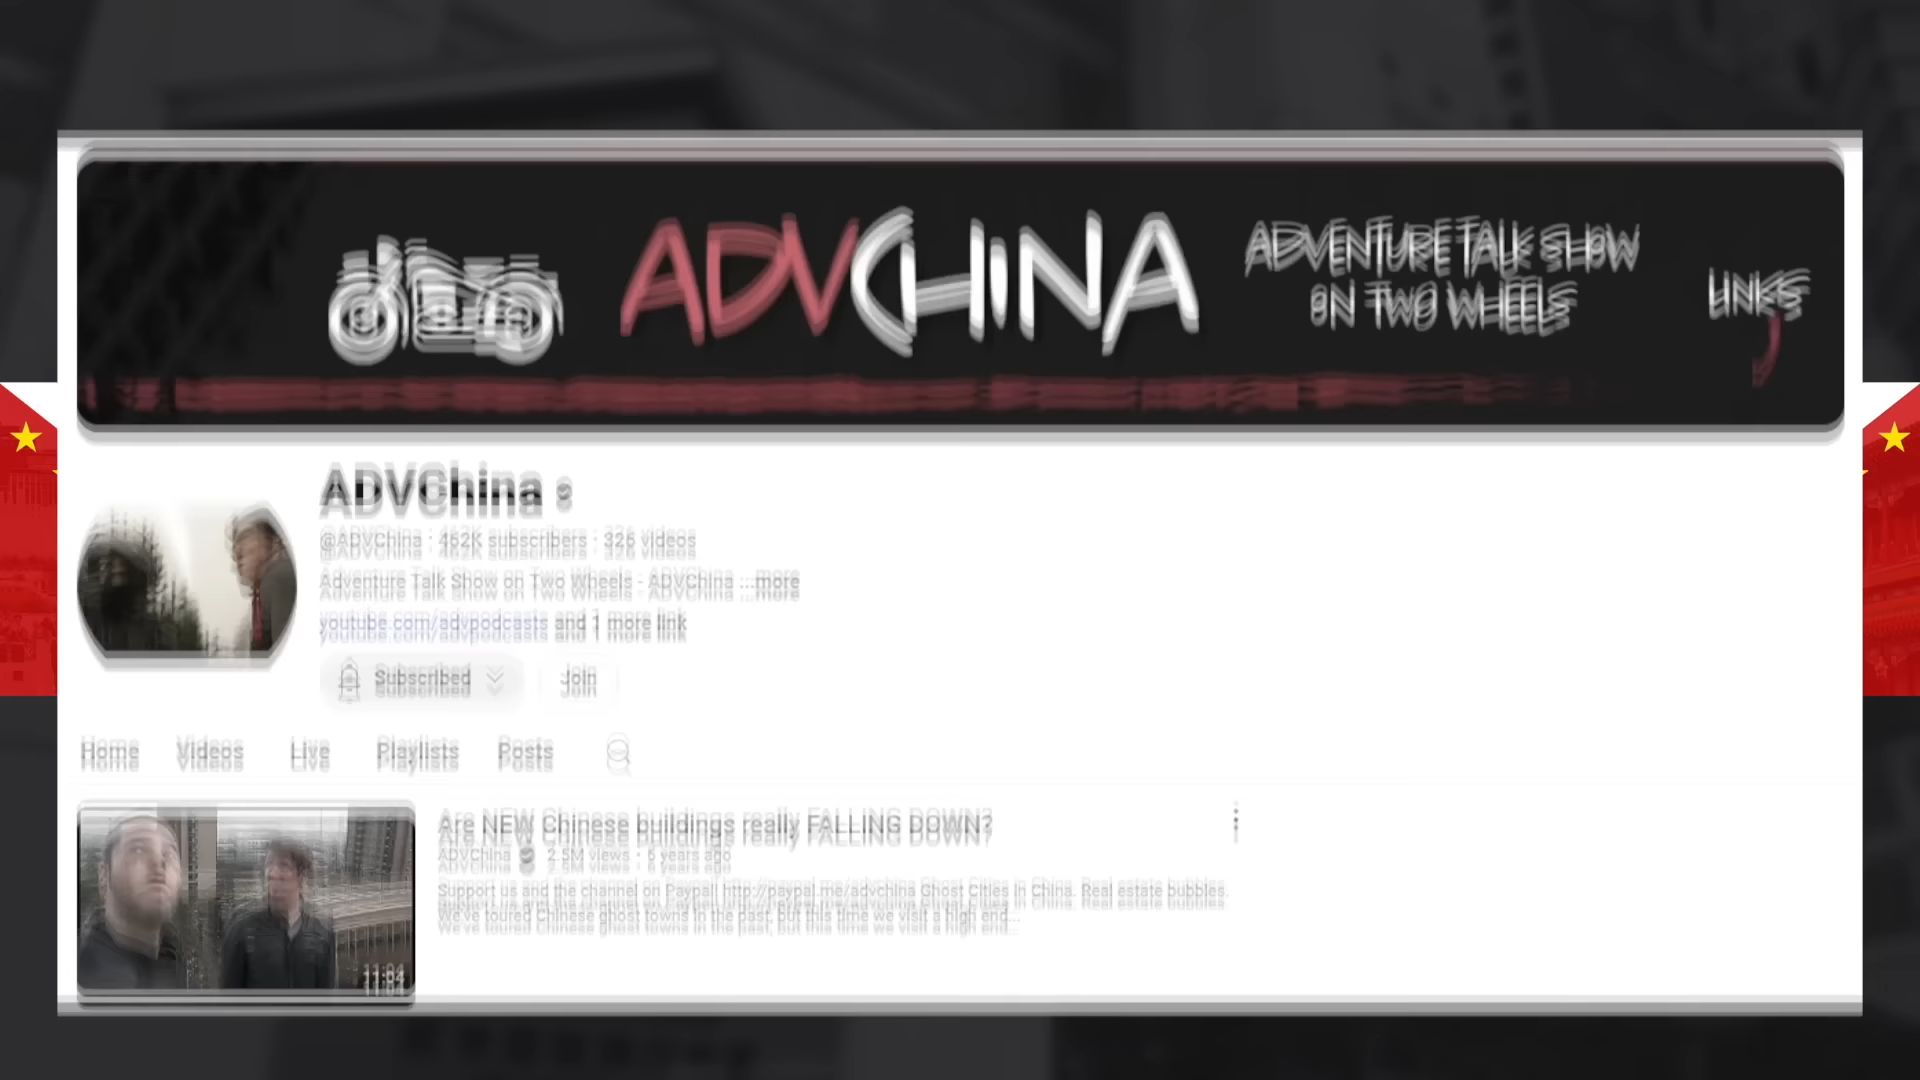 ADVCHINA
ADVENTURE TALK SHOW
ON TWO WHEELS
LINKS
ADVChina
@ADVChina · 462K subscribers · 326 videos
Adventure Talk Show on Two Wheels - ADVChina ...more
youtube.com/advpodcasts and 1 more link
Subscribed
Join
Home Videos Live Playlists Posts
Are NEW Chinese buildings really FALLING DOWN?
ADVChina 2.5M views · 6 years ago
Support us and the channel on Paypal! http://paypal.me/advchina Ghost Cities in China. Real estate bubbles.
We've toured Chinese ghost towns in the past, but this time we visit a high end...
11:04